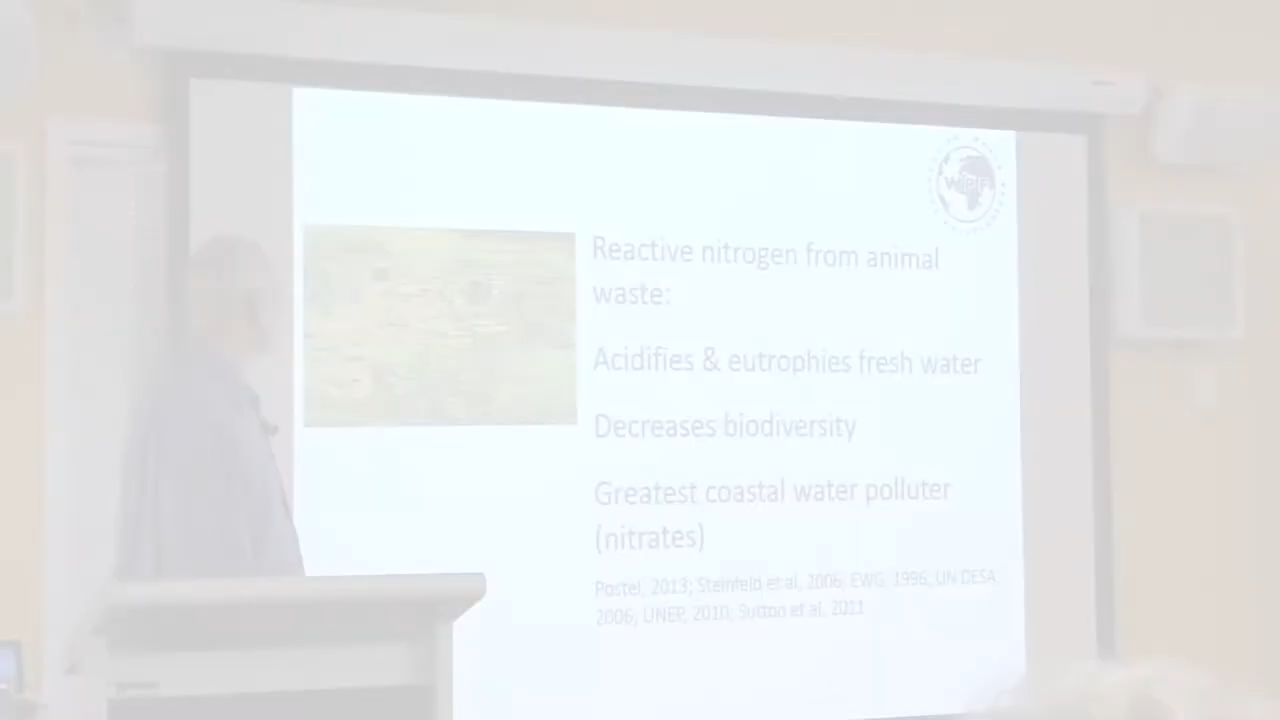 WPF
Reactive nitrogen from animal
waste:
Acidifies & eutrophies fresh water
Decreases biodiversity
Greatest coastal water polluter
(nitrates)
Postel, 2013; Steinfeld et al, 2006; EWG, 1996; UN DESA
2006; UNEP, 2010; Sutton et al, 2011